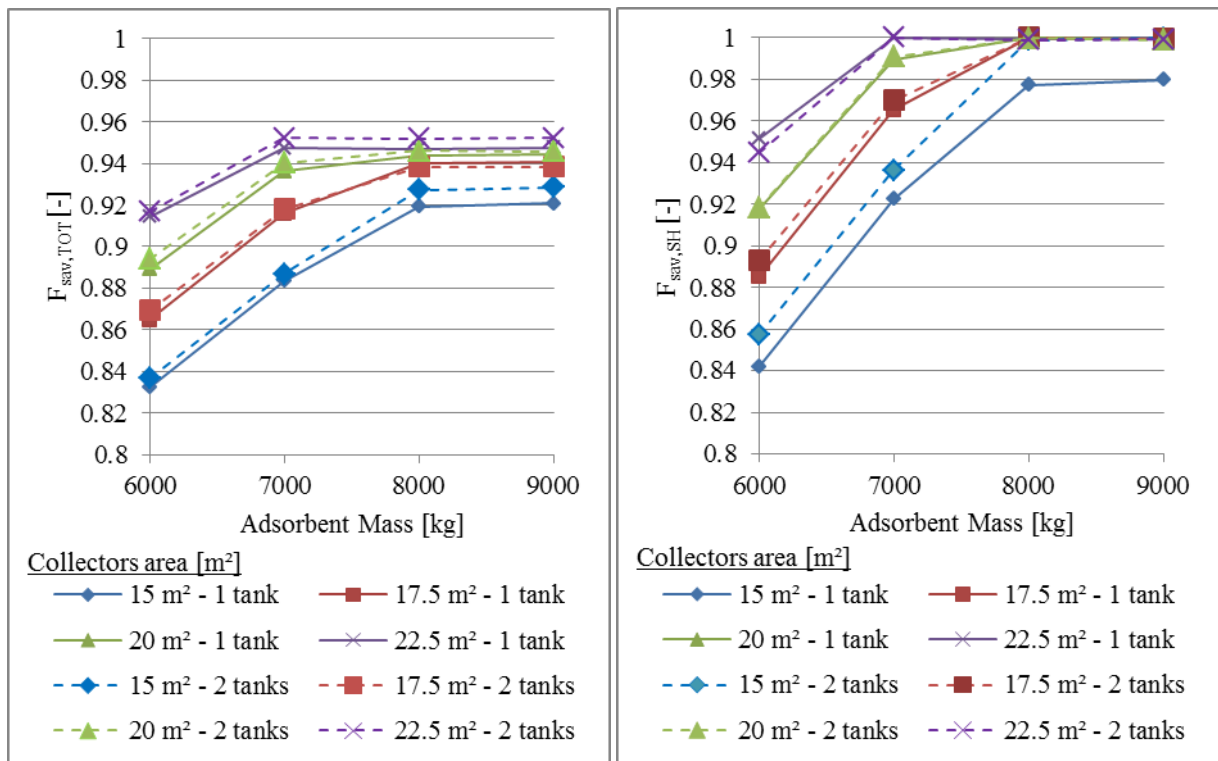 1
0.98
0.96
0.94
0.92
0.9
0.88
0.86
0.84
0.82
0.8
F_sav,TOT [-]
6000 7000 8000 9000
Adsorbent Mass [kg]
Collectors area [m²]
15 m² - 1 tank 17.5 m² - 1 tank
20 m² - 1 tank 22.5 m² - 1 tank
15 m² - 2 tanks 17.5 m² - 2 tanks
20 m² - 2 tanks 22.5 m² - 2 tanks
1
0.98
0.96
0.94
0.92
0.9
0.88
0.86
0.84
0.82
0.8
F_sav,SH [-]
6000 7000 8000 9000
Adsorbent Mass [kg]
Collectors area [m²]
15 m² - 1 tank 17.5 m² - 1 tank
20 m² - 1 tank 22.5 m² - 1 tank
15 m² - 2 tanks 17.5 m² - 2 tanks
20 m² - 2 tanks 22.5 m² - 2 tanks